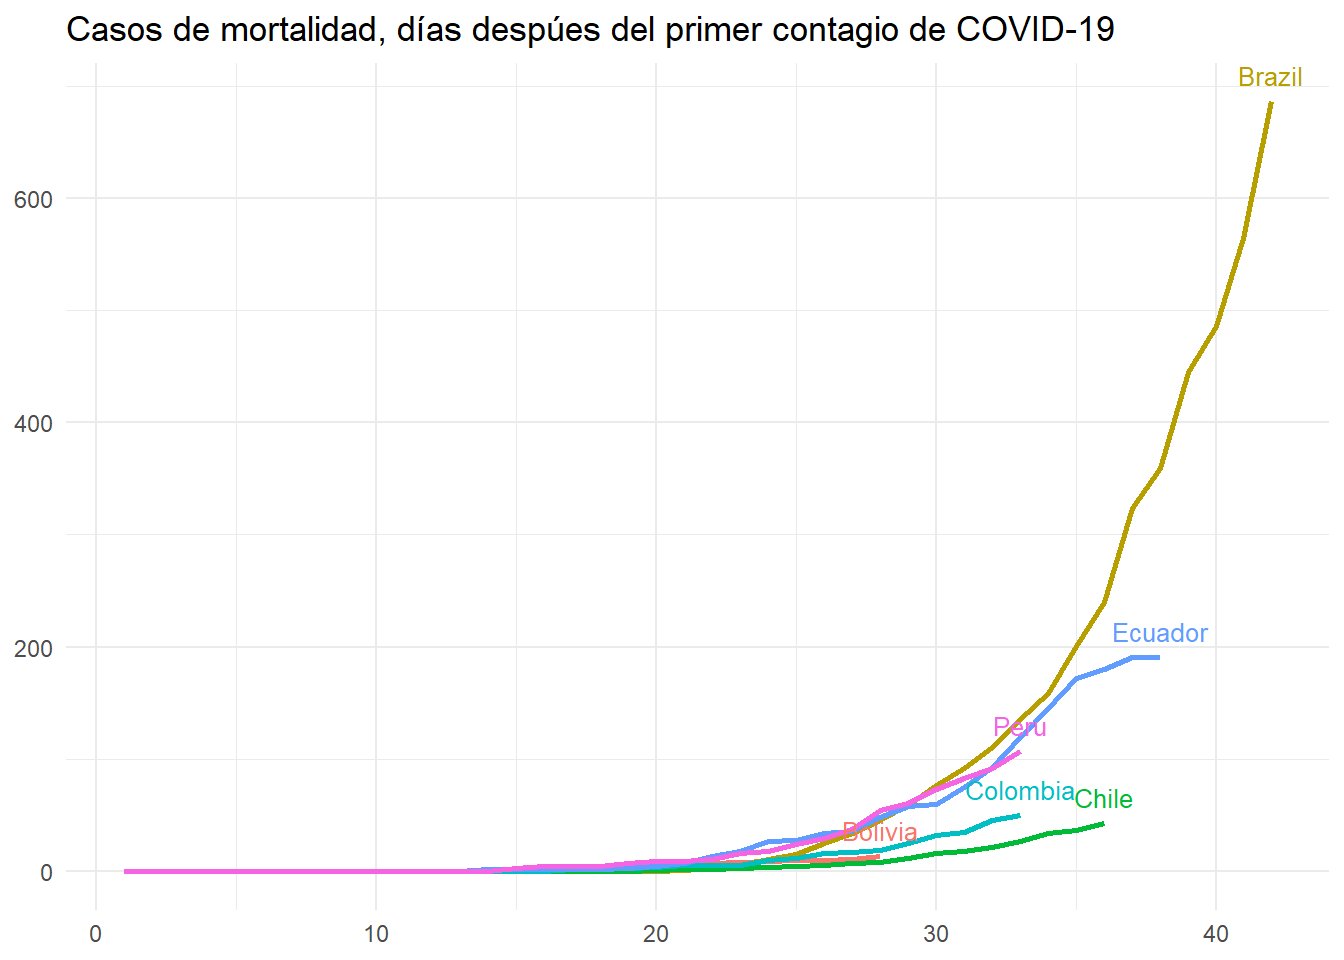 Casos de mortalidad, días despúes del primer contagio de COVID-19
Brazil
600
400
Ecuador
200
Peru
Colombia
Chile
Bolivia
0
0 10 20 30 40